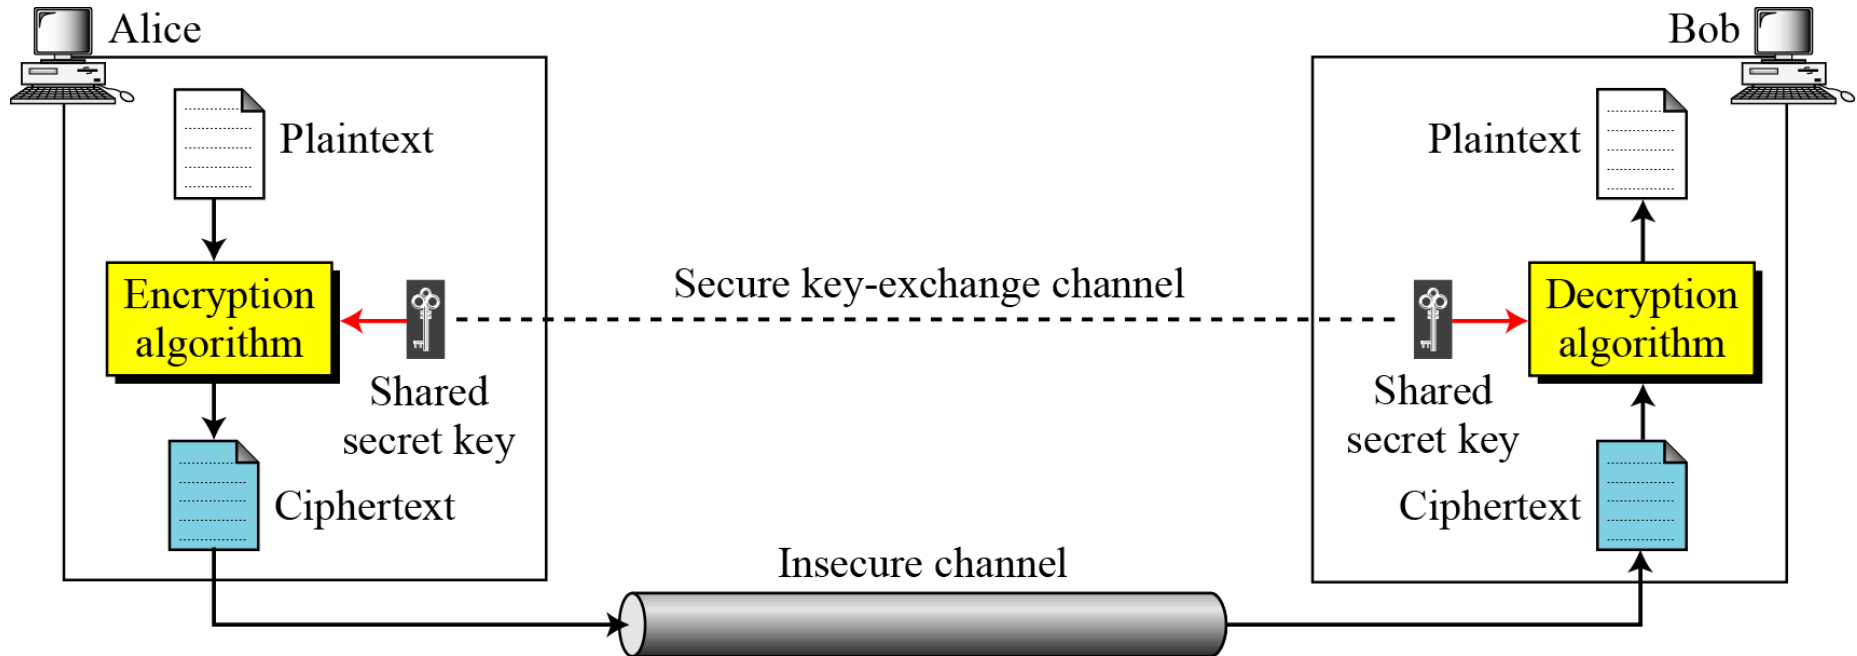 Alice
Bob
Plaintext
Plaintext
Encryption
algorithm
Secure key-exchange channel
Decryption
algorithm
Shared
secret key
Shared
secret key
Ciphertext
Ciphertext
Insecure channel